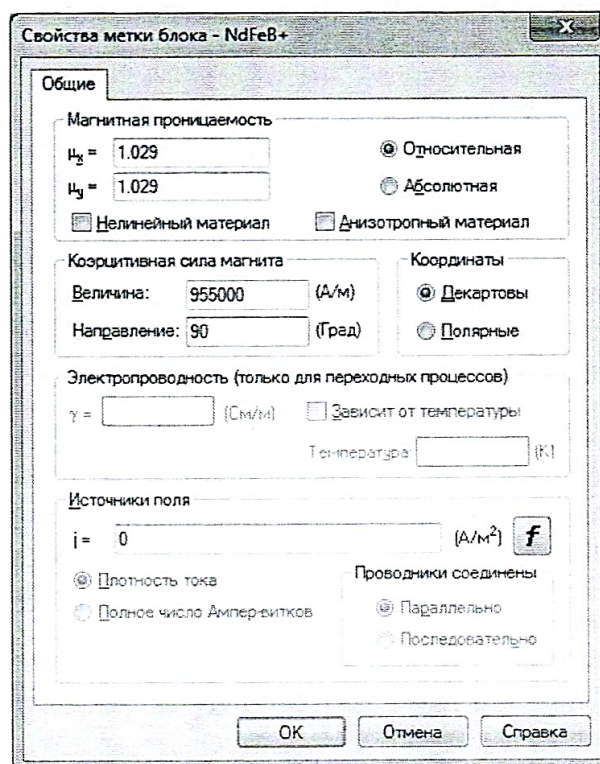 Свойства метки блока - NdFeB+
Общие
Магнитная проницаемость
μx = 1.029
Относительная
μy = 1.029
Абсолютная
Нелинейный материал
Анизотропный материал
Коэрцитивная сила магнита
Координаты
Величина: 955000 (А/м)
Декартовы
Направление: 90 (Град)
Полярные
Электропроводность (только для переходных процессов)
γ = (См/м)
Зависит от температуры
Температура: (К)
Источники поля
j = 0 (А/м²) f
Плотность тока
Проводники соединены
Полное число Ампер-витков
Параллельно
Последовательно
OK
Отмена
Справка